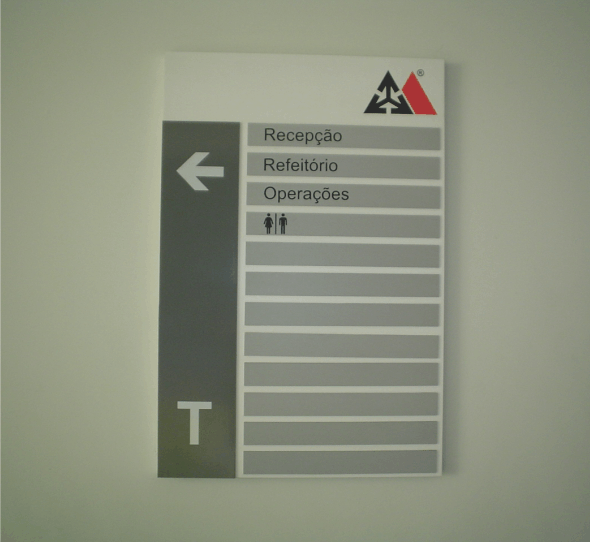 ®
Recepção
Refeitório
Operações
T